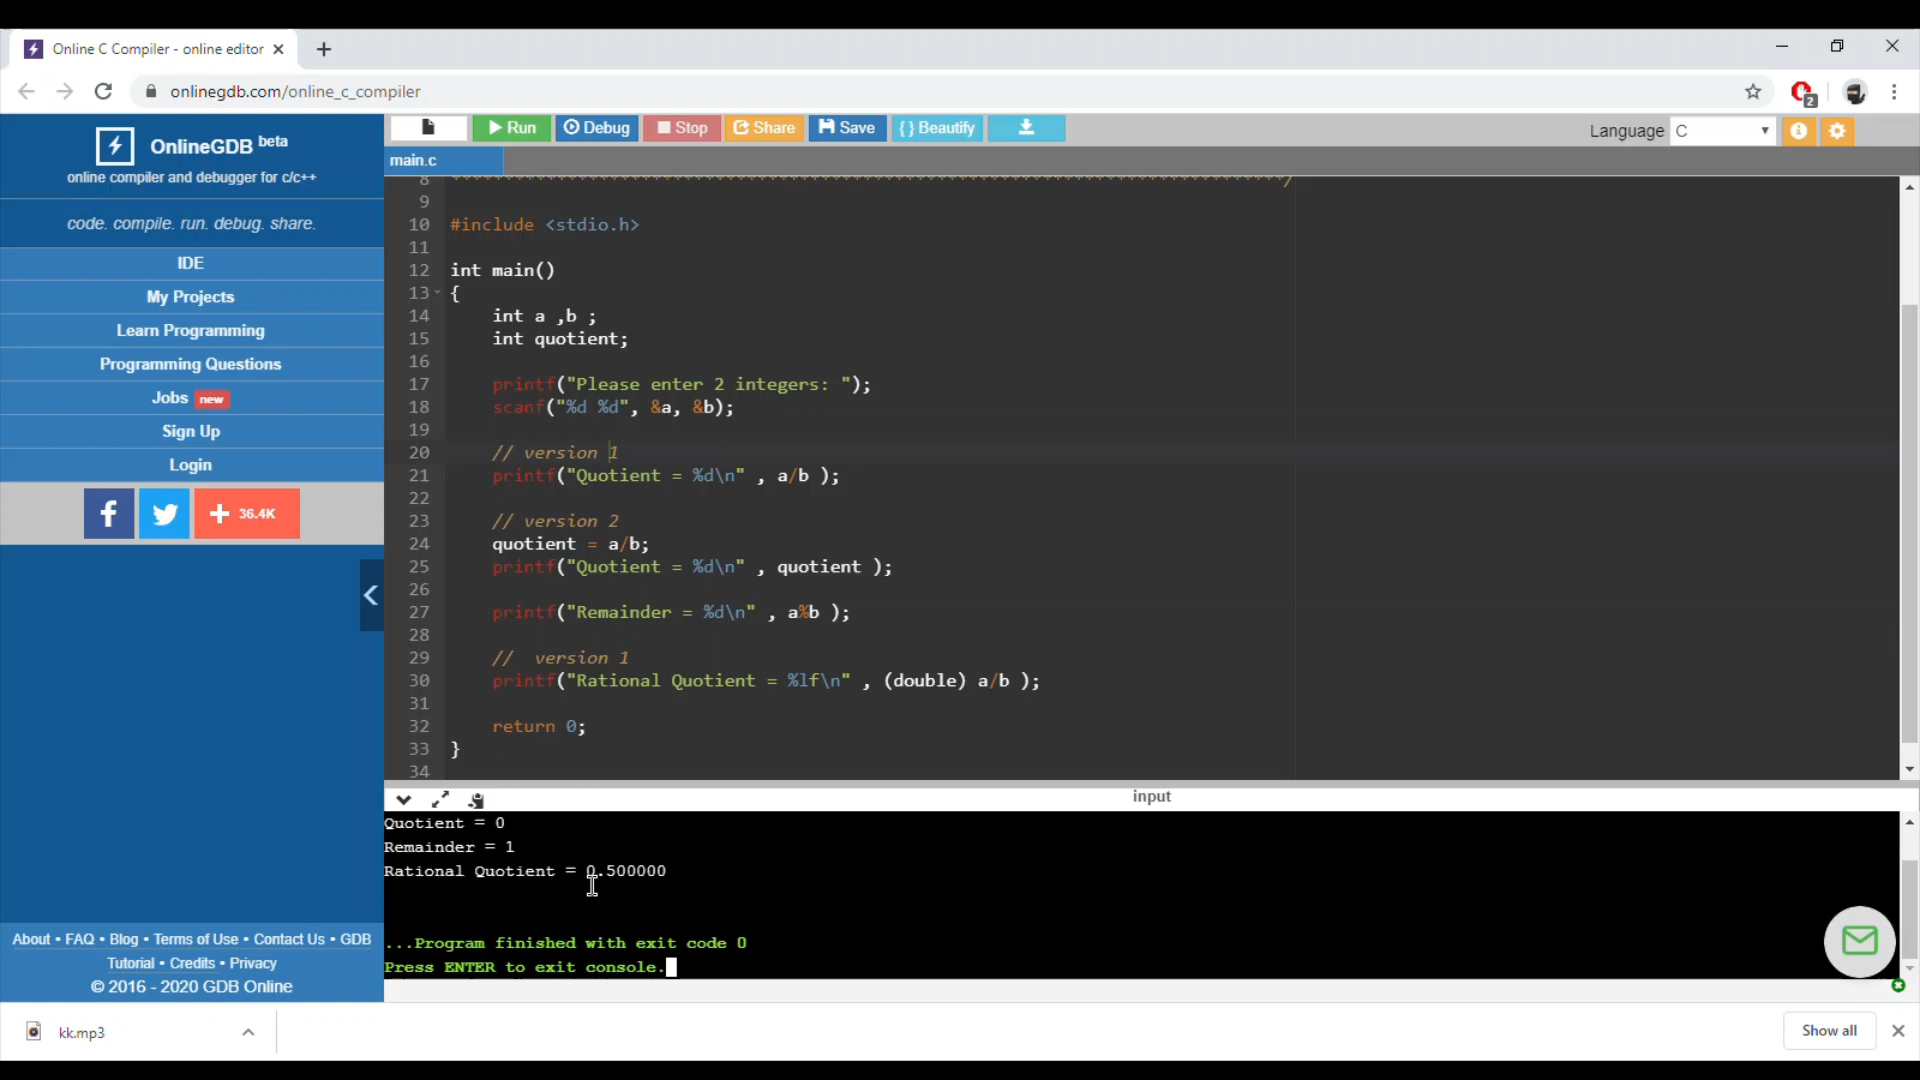 Online C Compiler - online editor
onlinegdb.com/online_c_compiler
2
OnlineGDB beta
online compiler and debugger for c/c++
code. compile. run. debug. share.
IDE
My Projects
Learn Programming
Programming Questions
Jobs new
Sign Up
Login
f
36.4K
About • FAQ • Blog • Terms of Use • Contact Us • GDB
Tutorial • Credits • Privacy
© 2016 - 2020 GDB Online
Run Debug Stop Share Save { } Beautify
Language C
main.c
8
9
10 #include <stdio.h>
11
12 int main()
13 {
14 int a ,b ;
15 int quotient;
16
17 printf("Please enter 2 integers: ");
18 scanf("%d %d", &a, &b);
19
20 // version 1
21 printf("Quotient = %d\n" , a/b );
22
23 // version 2
24 quotient = a/b;
25 printf("Quotient = %d\n" , quotient );
26
27 printf("Remainder = %d\n" , a%b );
28
29 //  version 1
30 printf("Rational Quotient = %lf\n" , (double) a/b );
31
32 return 0;
33 }
34
input
Quotient = 0
Remainder = 1
Rational Quotient = 0.500000
...Program finished with exit code 0
Press ENTER to exit console.
kk.mp3
Show all